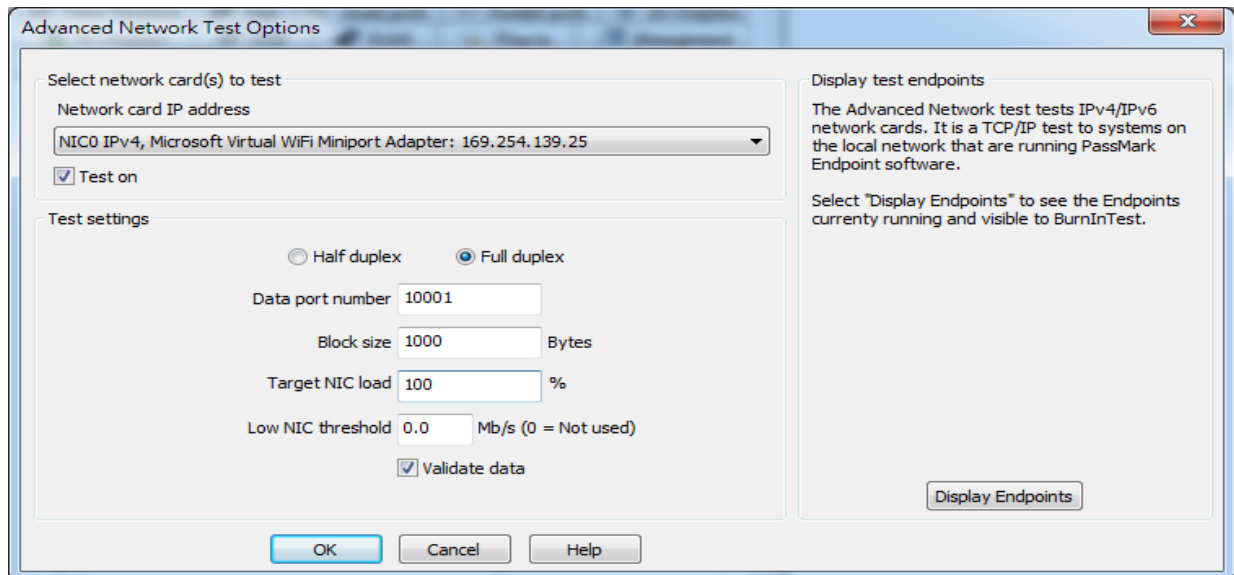 Advanced Network Test Options
Select network card(s) to test
Network card IP address
NIC0 IPv4, Microsoft Virtual WiFi Miniport Adapter: 169.254.139.25
Test on
Test settings
Half duplex Full duplex
Data port number 10001
Block size 1000 Bytes
Target NIC load 100 %
Low NIC threshold 0.0 Mb/s (0 = Not used)
Validate data
OK Cancel Help
Display test endpoints
The Advanced Network test tests IPv4/IPv6
network cards. It is a TCP/IP test to systems on
the local network that are running PassMark
Endpoint software.
Select "Display Endpoints" to see the Endpoints
currenty running and visible to BurnInTest.
Display Endpoints